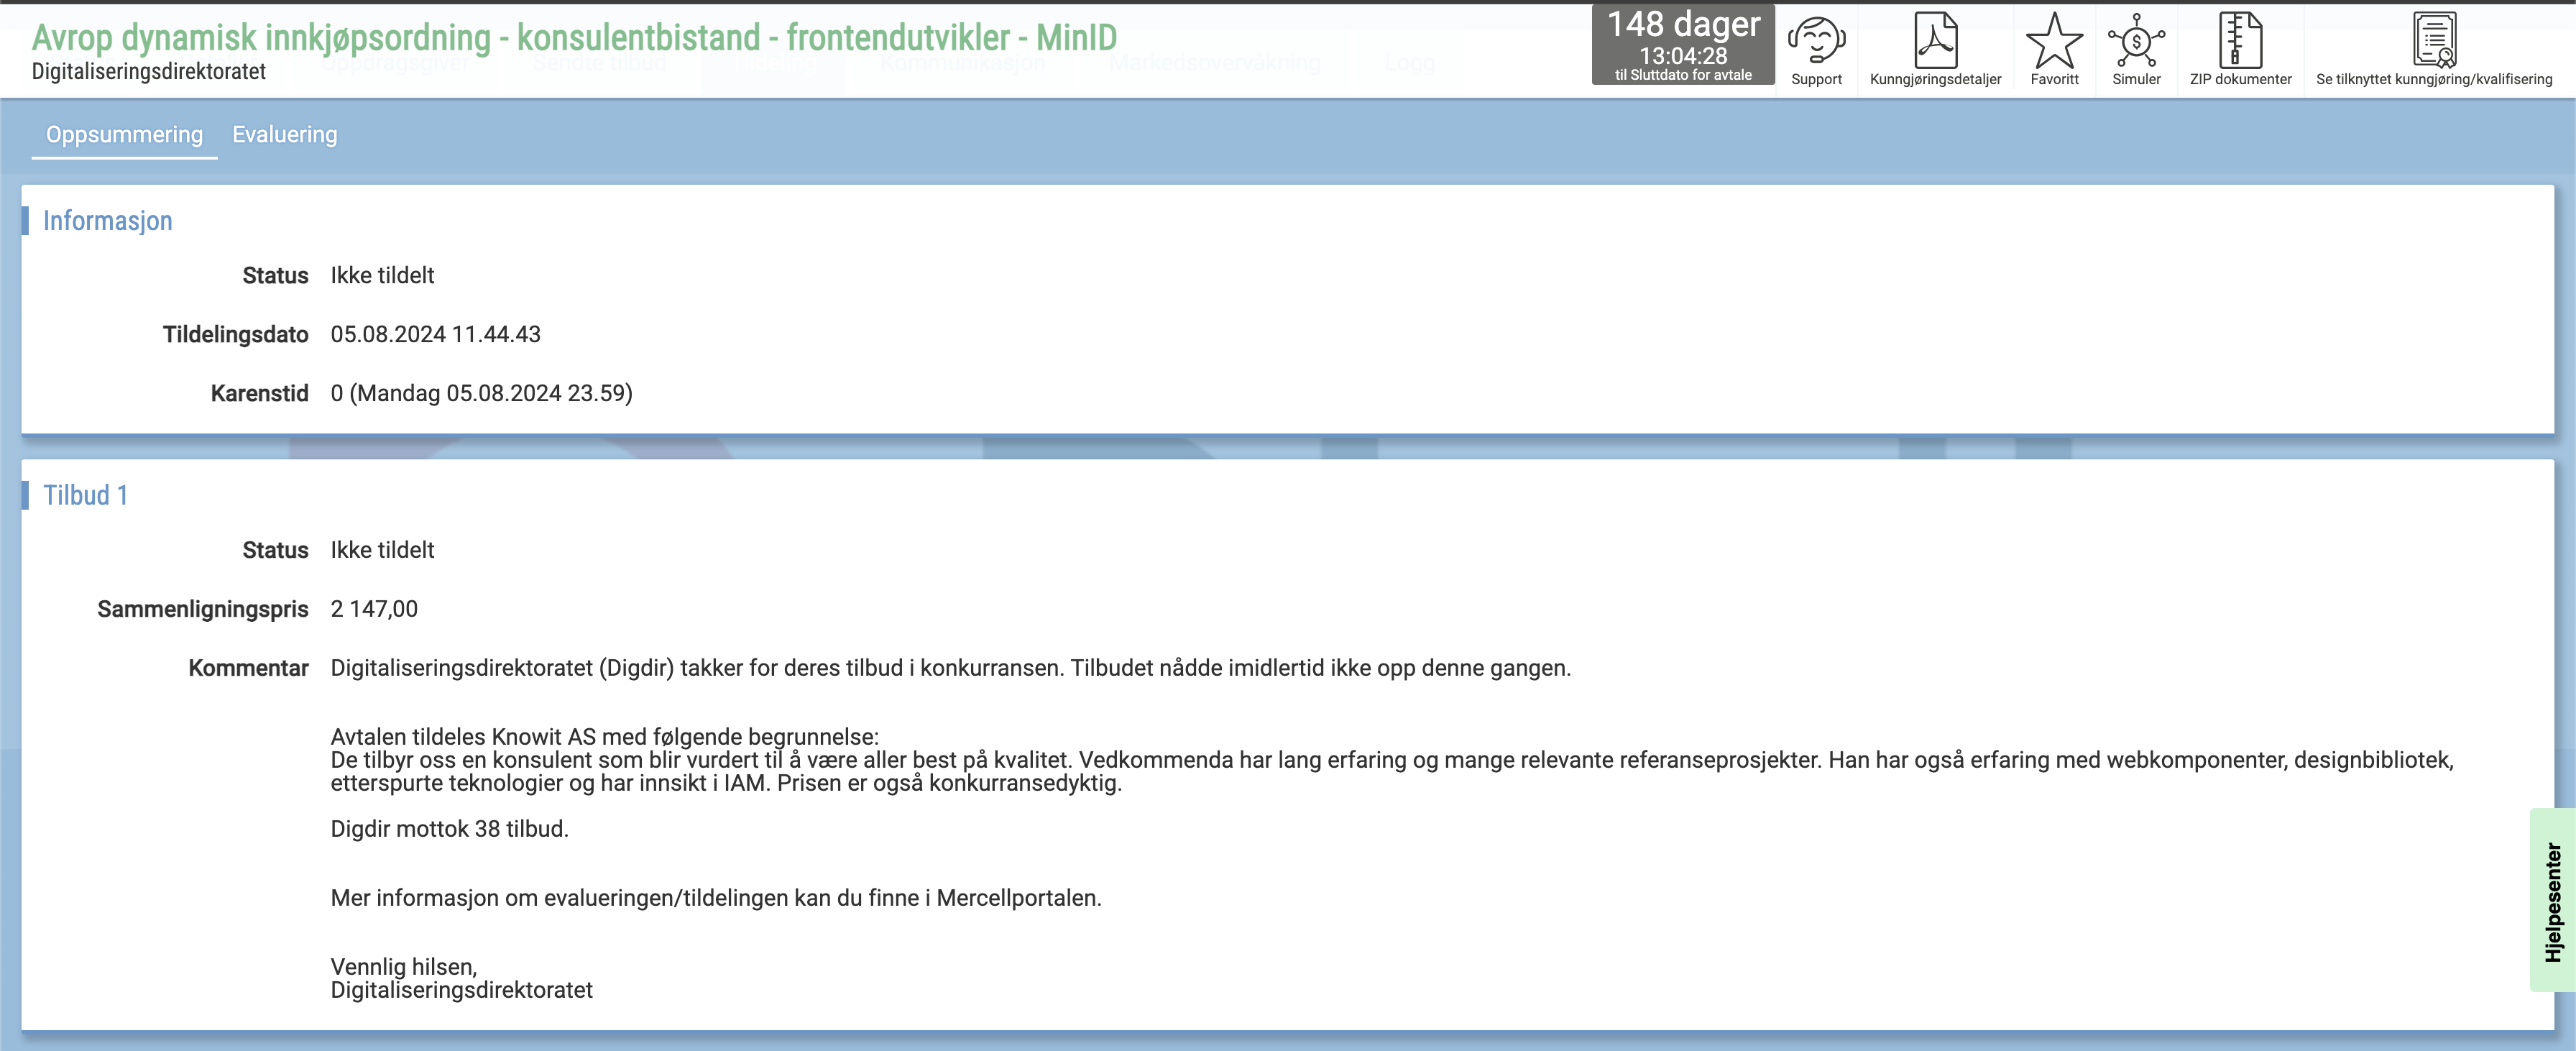 Avrop dynamisk innkjøpsordning - konsulentbistand - frontendutvikler - MinID
Digitaliseringsdirektoratet
Oppdragsgiver Sendte tilbud Kommunikasjon Markedsovervåkning Logg
148 dager
13:04:28
til Sluttdato for avtale
Support
Kunngjøringsdetaljer
Favoritt
Simuler
ZIP dokumenter
Se tilknyttet kunngjøring/kvalifisering
Oppsummering Evaluering
Informasjon
Status Ikke tildelt
Tildelingsdato 05.08.2024 11.44.43
Karenstid 0 (Mandag 05.08.2024 23.59)
Tilbud 1
Status Ikke tildelt
Sammenligningspris 2 147,00
Kommentar Digitaliseringsdirektoratet (Digdir) takker for deres tilbud i konkurransen. Tilbudet nådde imidlertid ikke opp denne gangen.
Avtalen tildeles Knowit AS med følgende begrunnelse:
De tilbyr oss en konsulent som blir vurdert til å være aller best på kvalitet. Vedkommenda har lang erfaring og mange relevante referanseprosjekter. Han har også erfaring med webkomponenter, designbibliotek,
etterspurte teknologier og har innsikt i IAM. Prisen er også konkurransedyktig.
Digdir mottok 38 tilbud.
Mer informasjon om evalueringen/tildelingen kan du finne i Mercellportalen.
Vennlig hilsen,
Digitaliseringsdirektoratet
Hjelpesenter